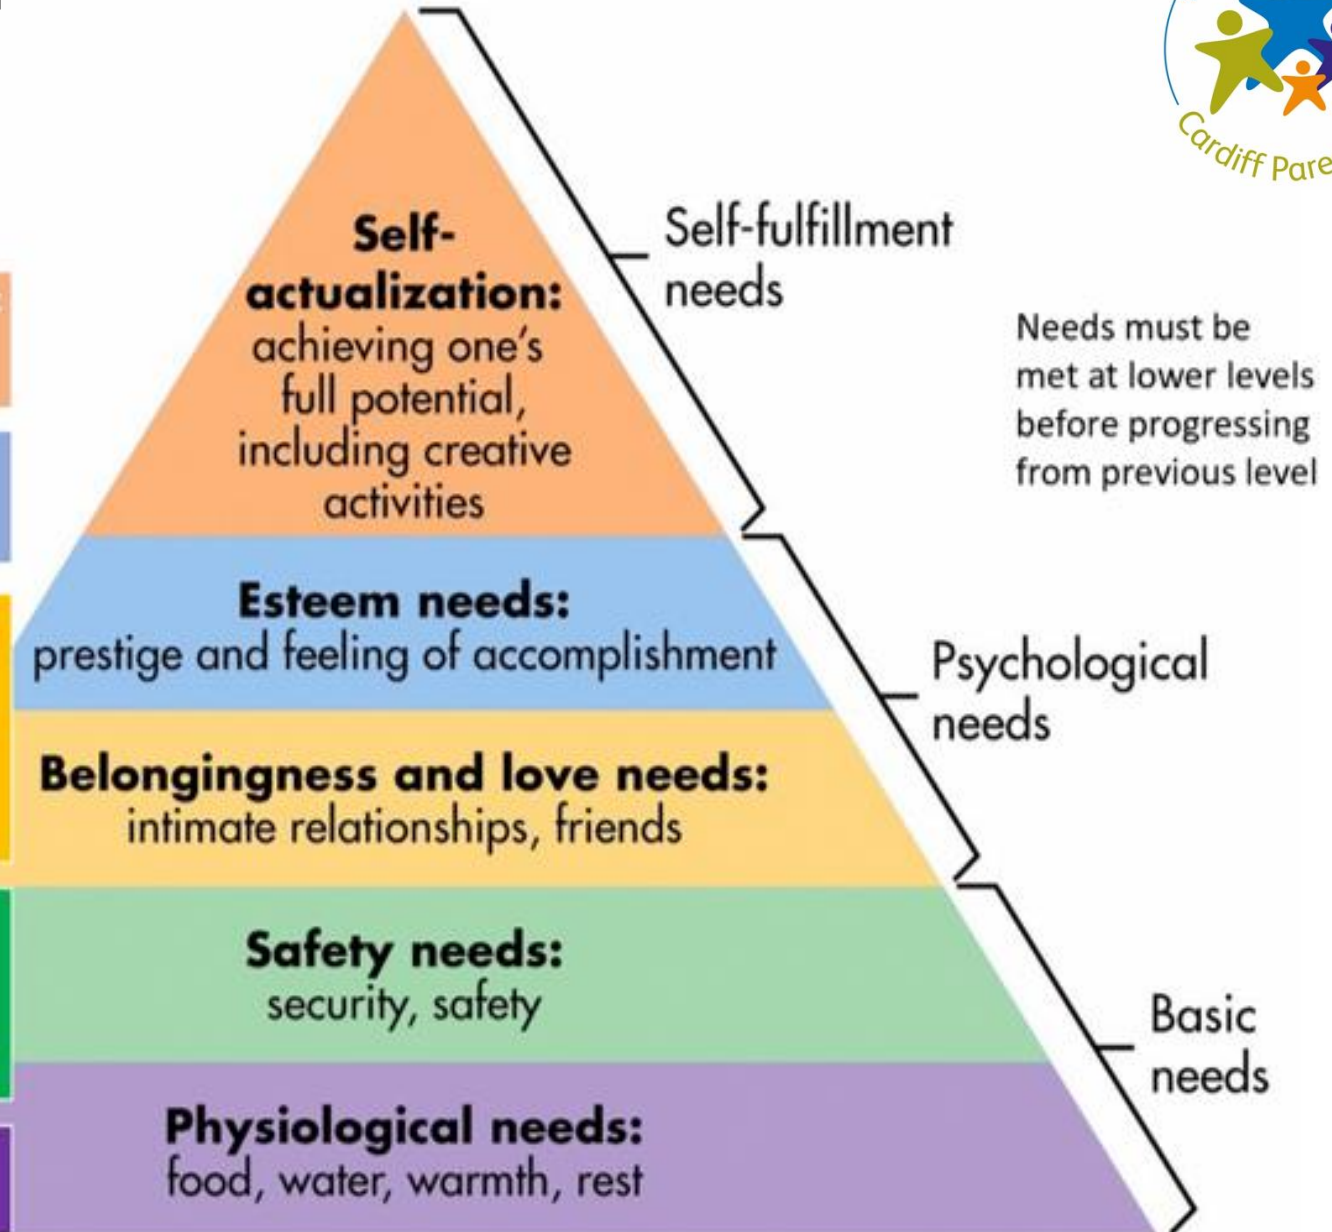 Cardiff
Self-
actualization:
achieving one's
full potential,
including creative
activities
Self-fulfillment
needs
Needs must be
met at lower levels
before progressing
from previous level
Esteem needs:
prestige and feeling of accomplishment
Psychological
needs
Belongingness and love needs:
intimate relationships, friends
Safety needs:
security, safety
Basic
needs
Physiological needs:
food, water, warmth, rest